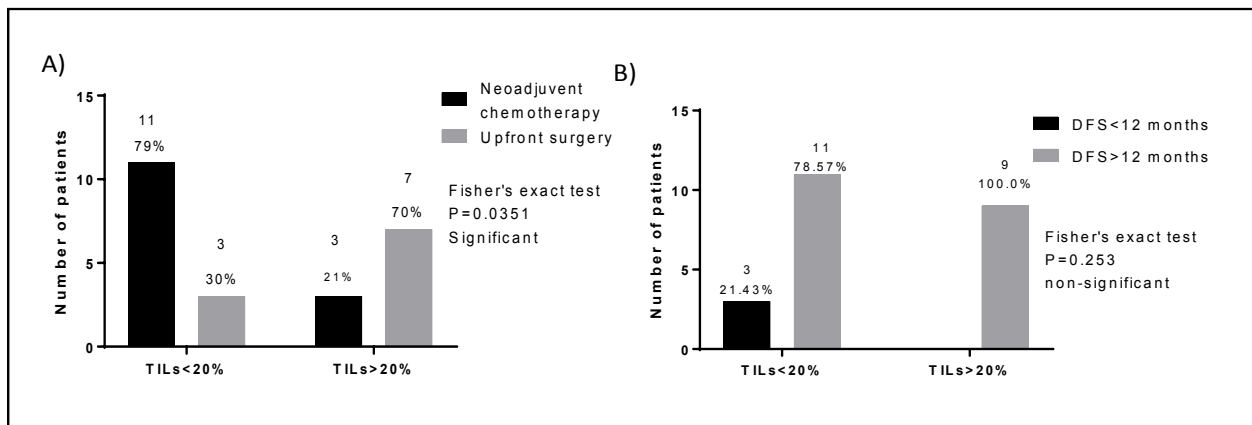 A)
Neoadjuvent
chemotherapy
Upfront surgery
15
10
5
0
Number of patients
11
79%
3
30%
3
21%
7
70%
Fisher's exact test
P=0.0351
Significant
TILs<20%
TILs>20%
B)
DFS<12 months
DFS>12 months
15
10
5
0
Number of patients
3
21.43%
11
78.57%
9
100.0%
Fisher's exact test
P=0.253
non-significant
TILs<20%
TILs>20%